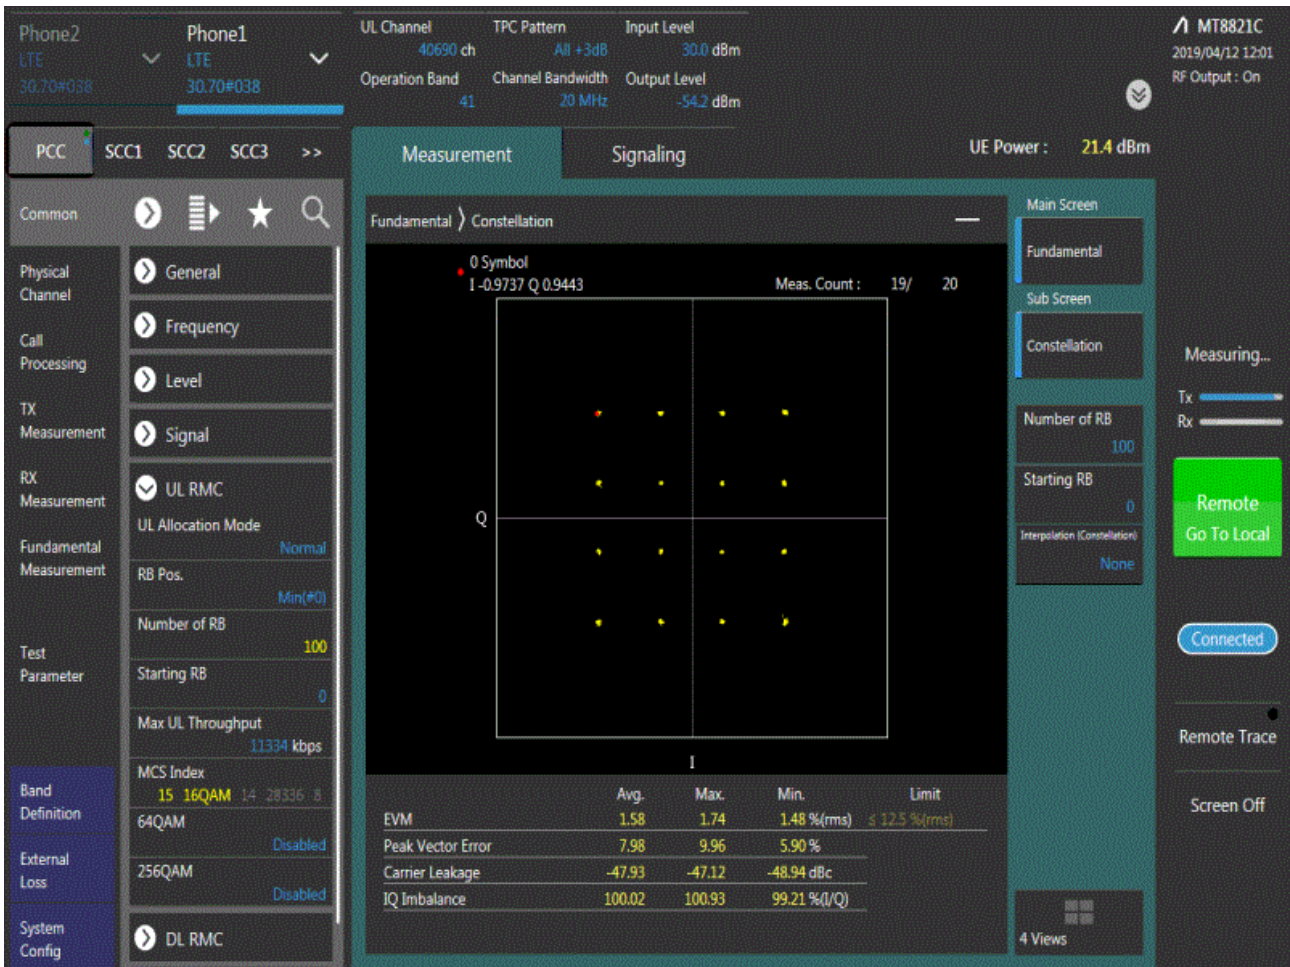 Phone2
LTE
30.70#038
Phone1
LTE
30.70#038
UL Channel
40690 ch
TPC Pattern
All +3dB
Input Level
30.0 dBm
Operation Band
41
Channel Bandwidth
20 MHz
Output Level
-54.2 dBm
MT8821C
2019/04/12 12:01
RF Output : On
PCC SCC1 SCC2 SCC3 >>
Measurement Signaling
UE Power : 21.4 dBm
Common
Physical
Channel
Call
Processing
TX
Measurement
RX
Measurement
Fundamental
Measurement
Test
Parameter
Band
Definition
External
Loss
System
Config
General
Frequency
Level
Signal
UL RMC
UL Allocation Mode
Normal
RB Pos.
Min(#0)
Number of RB
100
Starting RB
0
Max UL Throughput
11334 kbps
MCS Index
15 16QAM 14 28336 8
64QAM
Disabled
256QAM
Disabled
DL RMC
Fundamental 〉 Constellation
0 Symbol
I -0.9737 Q 0.9443
Meas. Count : 19/ 20
Q
I
Avg. Max. Min. Limit
EVM 1.58 1.74 1.48 %(rms) ≤ 12.5 %(rms)
Peak Vector Error 7.98 9.96 5.90 %
Carrier Leakage -47.93 -47.12 -48.94 dBc
IQ Imbalance 100.02 100.93 99.21 %(I/Q)
Main Screen
Fundamental
Sub Screen
Constellation
Number of RB
100
Starting RB
0
Interpolation (Constellation)
None
4 Views
Measuring...
Tx
Rx
Remote
Go To Local
Connected
Remote Trace
Screen Off